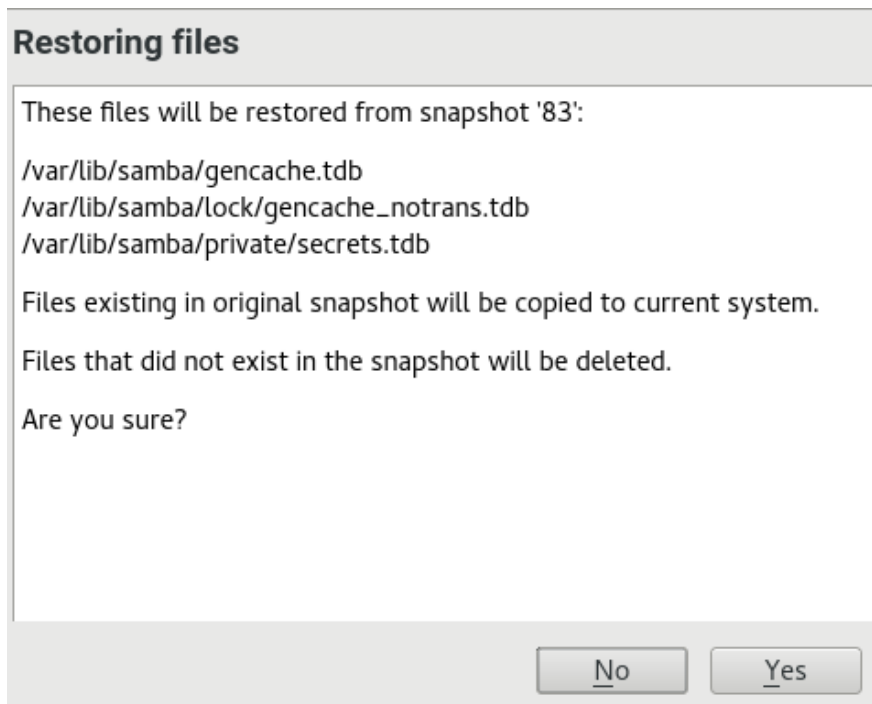 Restoring files
These files will be restored from snapshot '83':
/var/lib/samba/gencache.tdb
/var/lib/samba/lock/gencache_notrans.tdb
/var/lib/samba/private/secrets.tdb
Files existing in original snapshot will be copied to current system.
Files that did not exist in the snapshot will be deleted.
Are you sure?
No
Yes